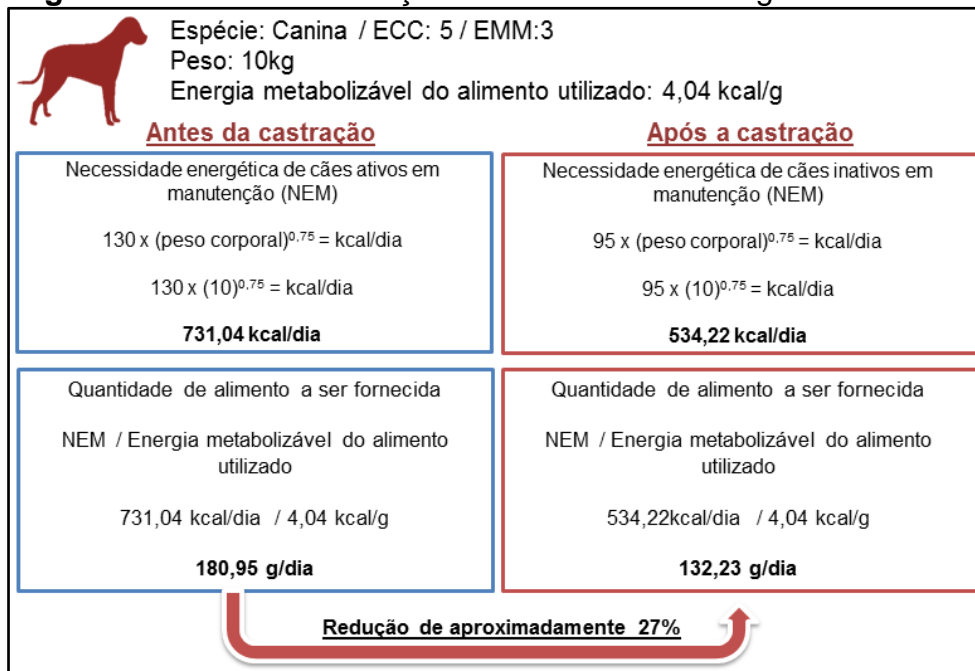 Espécie: Canina / ECC: 5 / EMM:3
Peso: 10kg
Energia metabolizável do alimento utilizado: 4,04 kcal/g
Antes da castração
Necessidade energética de cães ativos em
manutenção (NEM)
130 x (peso corporal)⁰·⁷⁵ = kcal/dia
130 x (10)⁰·⁷⁵ = kcal/dia
731,04 kcal/dia
Quantidade de alimento a ser fornecida
NEM / Energia metabolizável do alimento
utilizado
731,04 kcal/dia / 4,04 kcal/g
180,95 g/dia
Após a castração
Necessidade energética de cães inativos em
manutenção (NEM)
95 x (peso corporal)⁰·⁷⁵ = kcal/dia
95 x (10)⁰·⁷⁵ = kcal/dia
534,22 kcal/dia
Quantidade de alimento a ser fornecida
NEM / Energia metabolizável do alimento
utilizado
534,22kcal/dia / 4,04 kcal/g
132,23 g/dia
Redução de aproximadamente 27%